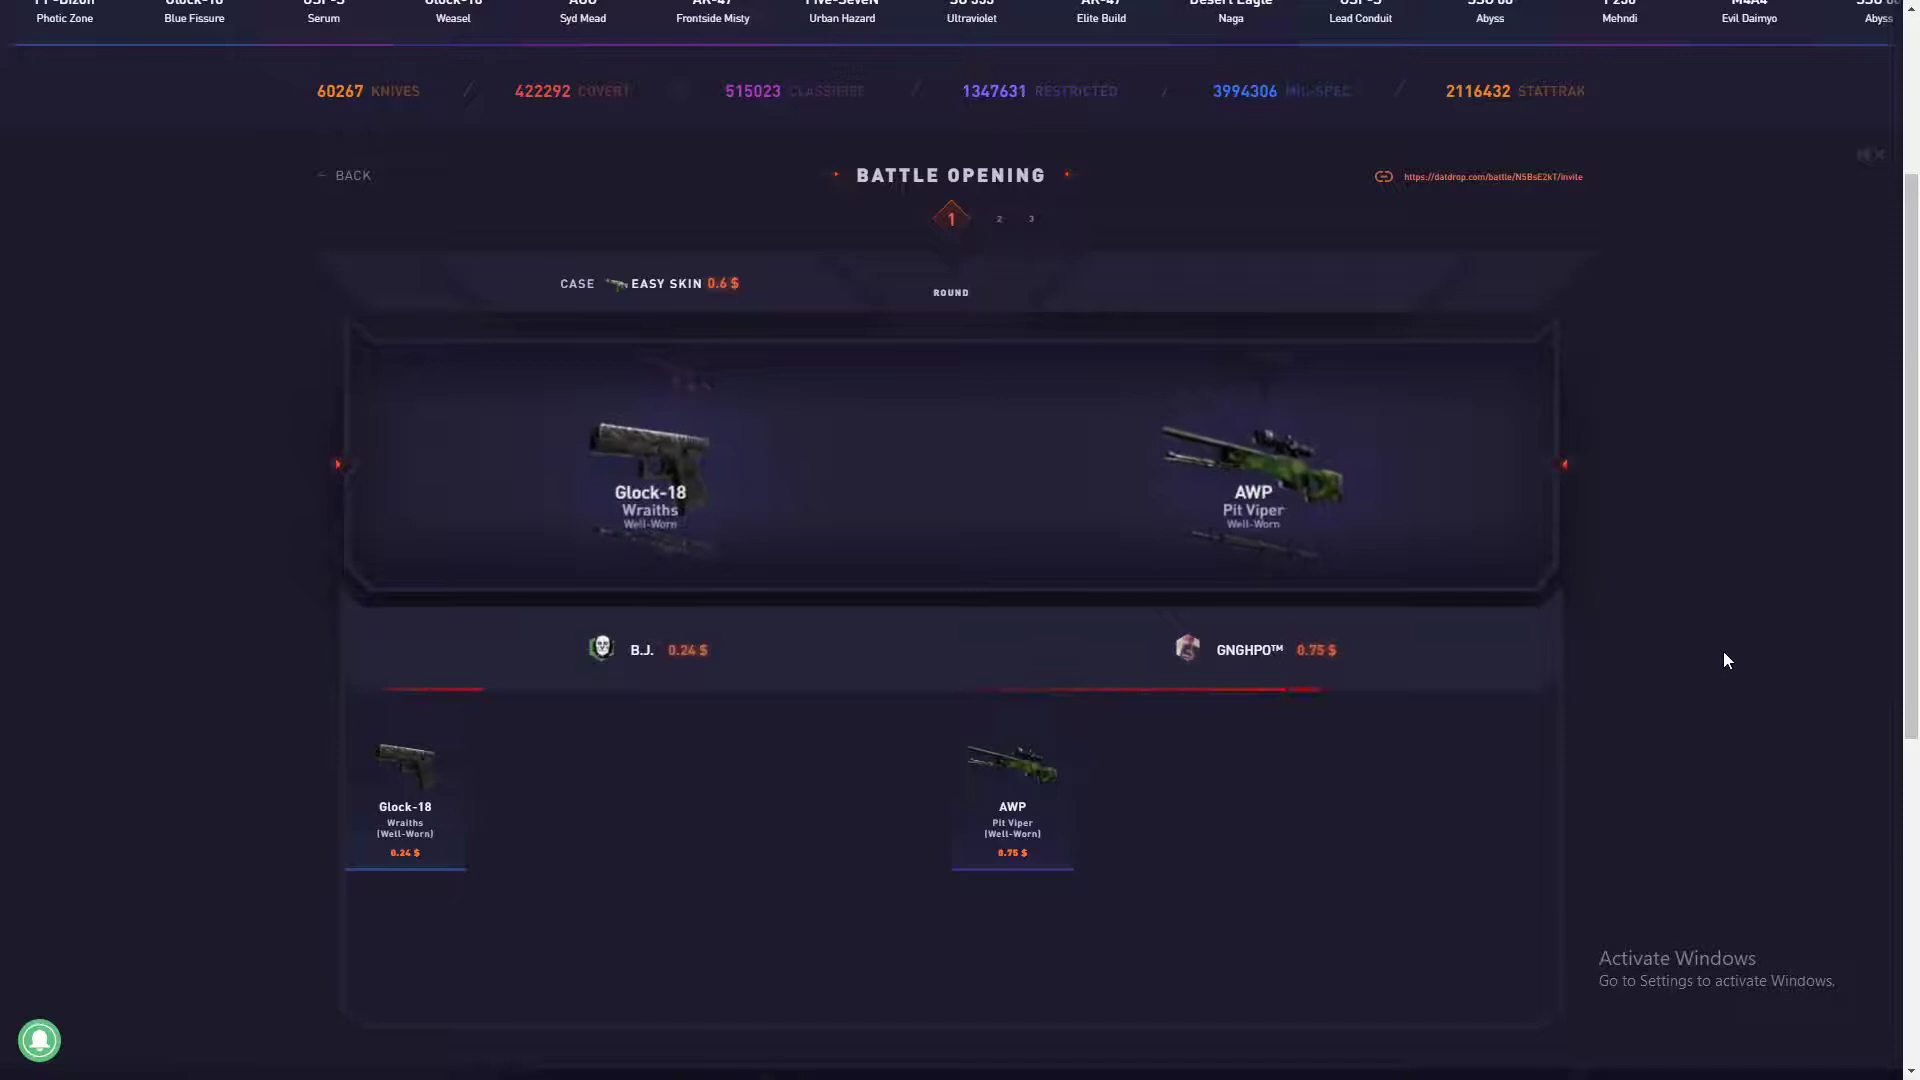 Photic Zone Blue Fissure Serum Weasel Syd Mead Frontside Misty Urban Hazard Ultraviolet Elite Build Naga Lead Conduit Abyss Mehndi Evil Daimyo Abyss
60267 KNIVES / 422292 COVERT 515023 CLASSIFIED / 1347631 RESTRICTED / 3994306 MIL-SPEC / 2116432 STATTRAK
← BACK
BATTLE OPENING
https://datdrop.com/battle/N5BsE2kT/invite
1 2 3
CASE EASY SKIN 0.6 $
ROUND
Glock-18
Wraiths
Well-Worn
AWP
Pit Viper
Well-Worn
B.J. 0.24 $
GNGHPO™ 0.75 $
Glock-18
Wraiths
(Well-Worn)
0.24 $
AWP
Pit Viper
(Well-Worn)
0.75 $
Activate Windows
Go to Settings to activate Windows.